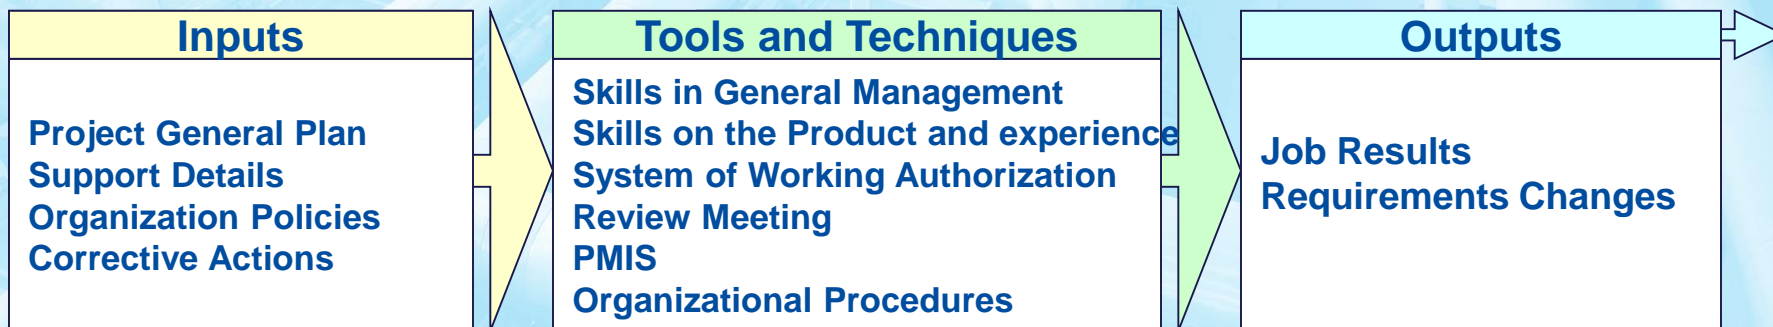 Inputs
Project General Plan
Support Details
Organization Policies
Corrective Actions
Tools and Techniques
Skills in General Management
Skills on the Product and experience
System of Working Authorization
Review Meeting
PMIS
Organizational Procedures
Outputs
Job Results
Requirements Changes